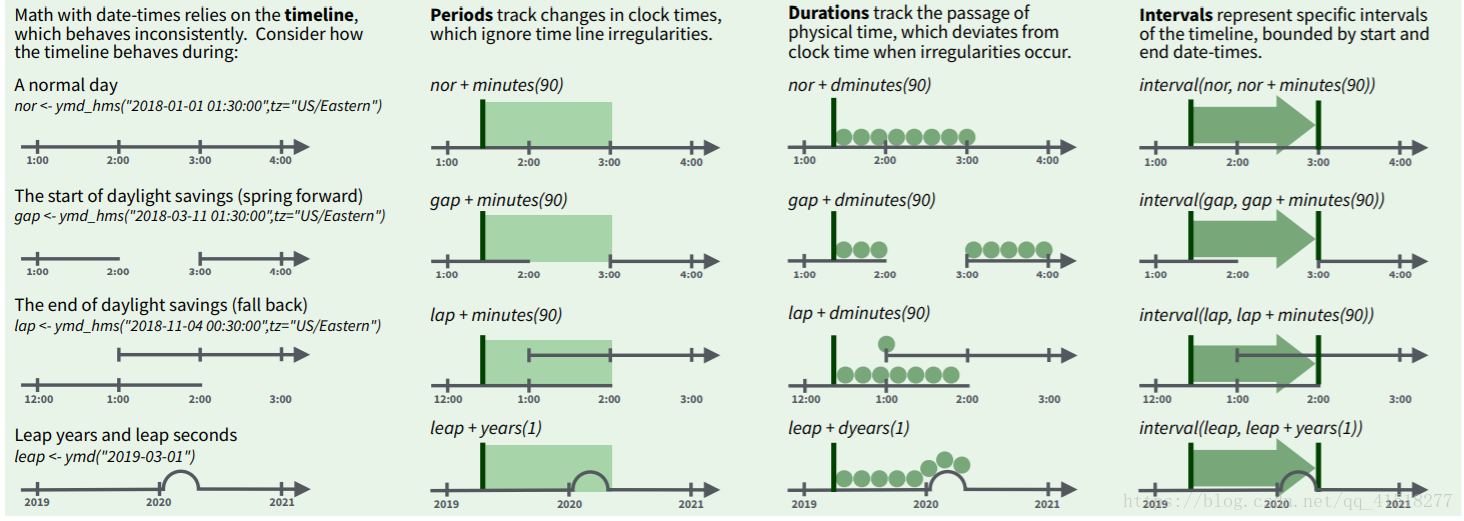 Math with date-times relies on the timeline,
which behaves inconsistently. Consider how
the timeline behaves during:
A normal day
nor <- ymd_hms("2018-01-01 01:30:00",tz="US/Eastern")
1:00 2:00 3:00 4:00
The start of daylight savings (spring forward)
gap <- ymd_hms("2018-03-11 01:30:00",tz="US/Eastern")
1:00 2:00 3:00 4:00
The end of daylight savings (fall back)
lap <- ymd_hms("2018-11-04 00:30:00",tz="US/Eastern")
12:00 1:00 2:00 3:00
Leap years and leap seconds
leap <- ymd("2019-03-01")
2019 2020 2021
Periods track changes in clock times,
which ignore time line irregularities.
nor + minutes(90)
1:00 2:00 3:00 4:00
gap + minutes(90)
1:00 2:00 3:00 4:00
lap + minutes(90)
12:00 1:00 2:00 3:00
leap + years(1)
2019 2020 2021
Durations track the passage of
physical time, which deviates from
clock time when irregularities occur.
nor + dminutes(90)
1:00 2:00 3:00 4:00
gap + dminutes(90)
1:00 2:00 3:00 4:00
lap + dminutes(90)
12:00 1:00 2:00 3:00
leap + dyears(1)
2019 2020 2021
Intervals represent specific intervals
of the timeline, bounded by start and
end date-times.
interval(nor, nor + minutes(90))
1:00 2:00 3:00 4:00
interval(gap, gap + minutes(90))
1:00 2:00 3:00 4:00
interval(lap, lap + minutes(90))
12:00 1:00 2:00 3:00
interval(leap, leap + years(1))
2019 2020 2021